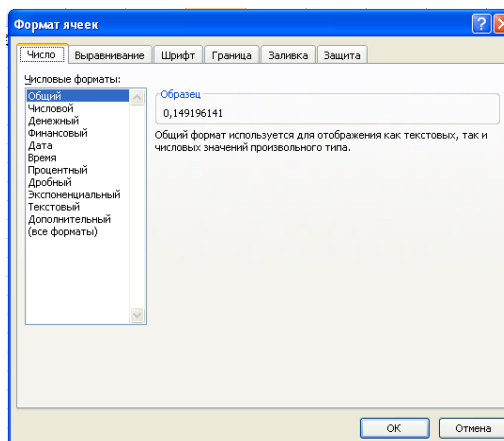 Формат ячеек
Число Выравнивание Шрифт Граница Заливка Защита
Числовые форматы:
Общий
Числовой
Денежный
Финансовый
Дата
Время
Процентный
Дробный
Экспоненциальный
Текстовый
Дополнительный
(все форматы)
Образец
0,149196141
Общий формат используется для отображения как текстовых, так и
числовых значений произвольного типа.
ОК Отмена